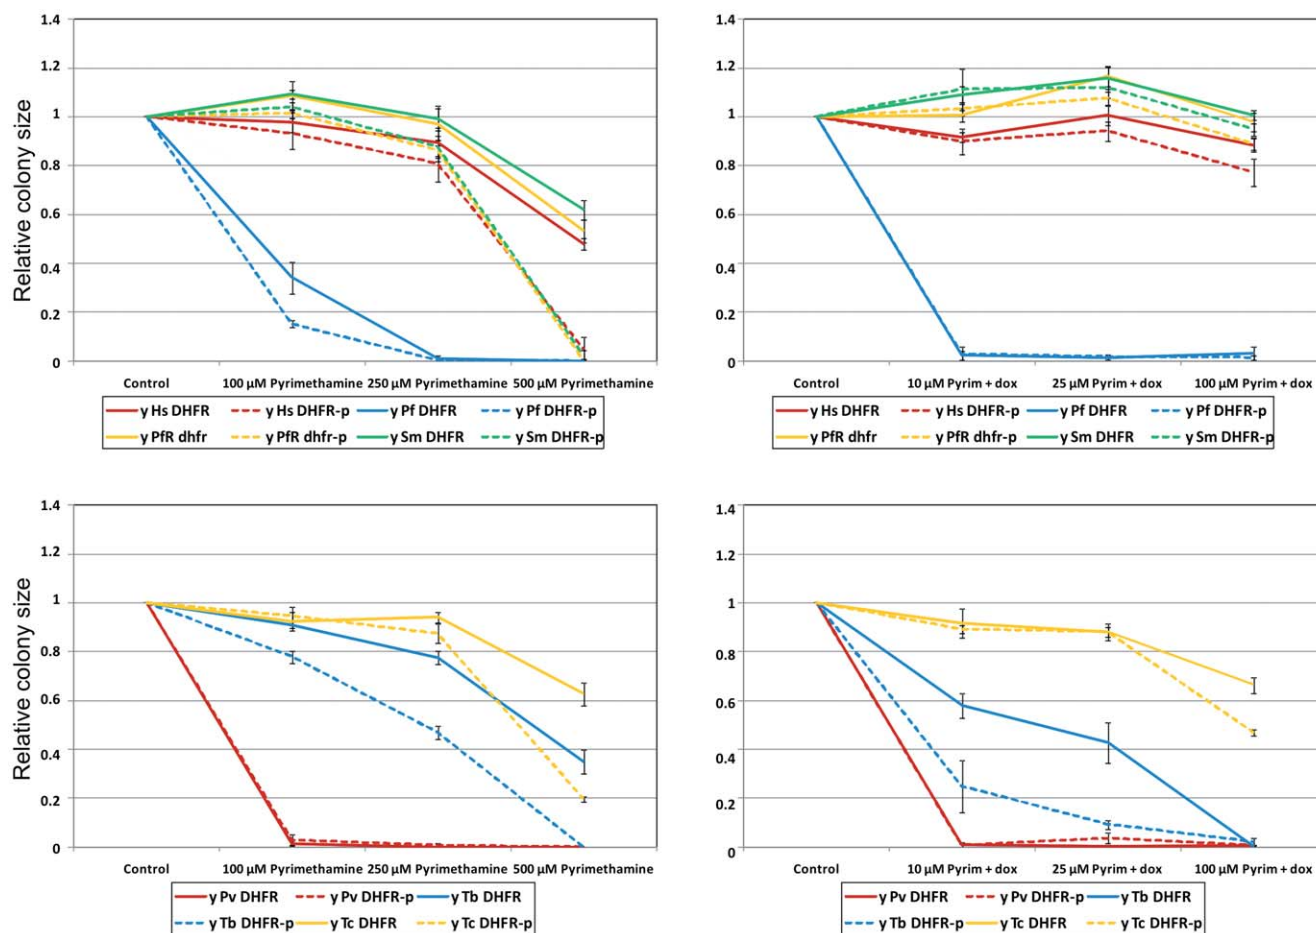 1.4
1.2
1
0.8
0.6
0.4
0.2
0
Relative colony size
Control 100 µM Pyrimethamine 250 µM Pyrimethamine 500 µM Pyrimethamine
y Hs DHFR y Hs DHFR-p y Pf DHFR y Pf DHFR-p
y PfR dhfr y PfR dhfr-p y Sm DHFR y Sm DHFR-p
1.4
1.2
1
0.8
0.6
0.4
0.2
0
Control 10 µM Pyrim + dox 25 µM Pyrim + dox 100 µM Pyrim + dox
y Hs DHFR y Hs DHFR-p y Pf DHFR y Pf DHFR-p
y PfR dhfr y PfR dhfr-p y Sm DHFR y Sm DHFR-p
1.4
1.2
1
0.8
0.6
0.4
0.2
0
Relative colony size
Control 100 µM Pyrimethamine 250 µM Pyrimethamine 500 µM Pyrimethamine
y Pv DHFR y Pv DHFR-p y Tb DHFR
y Tb DHFR-p y Tc DHFR y Tc DHFR-p
1.4
1.2
1
0.8
0.6
0.4
0.2
0
Control 10 µM Pyrim + dox 25 µM Pyrim + dox 100 µM Pyrim + dox
y Pv DHFR y Pv DHFR-p y Tb DHFR
y Tb DHFR-p y Tc DHFR y Tc DHFR-p